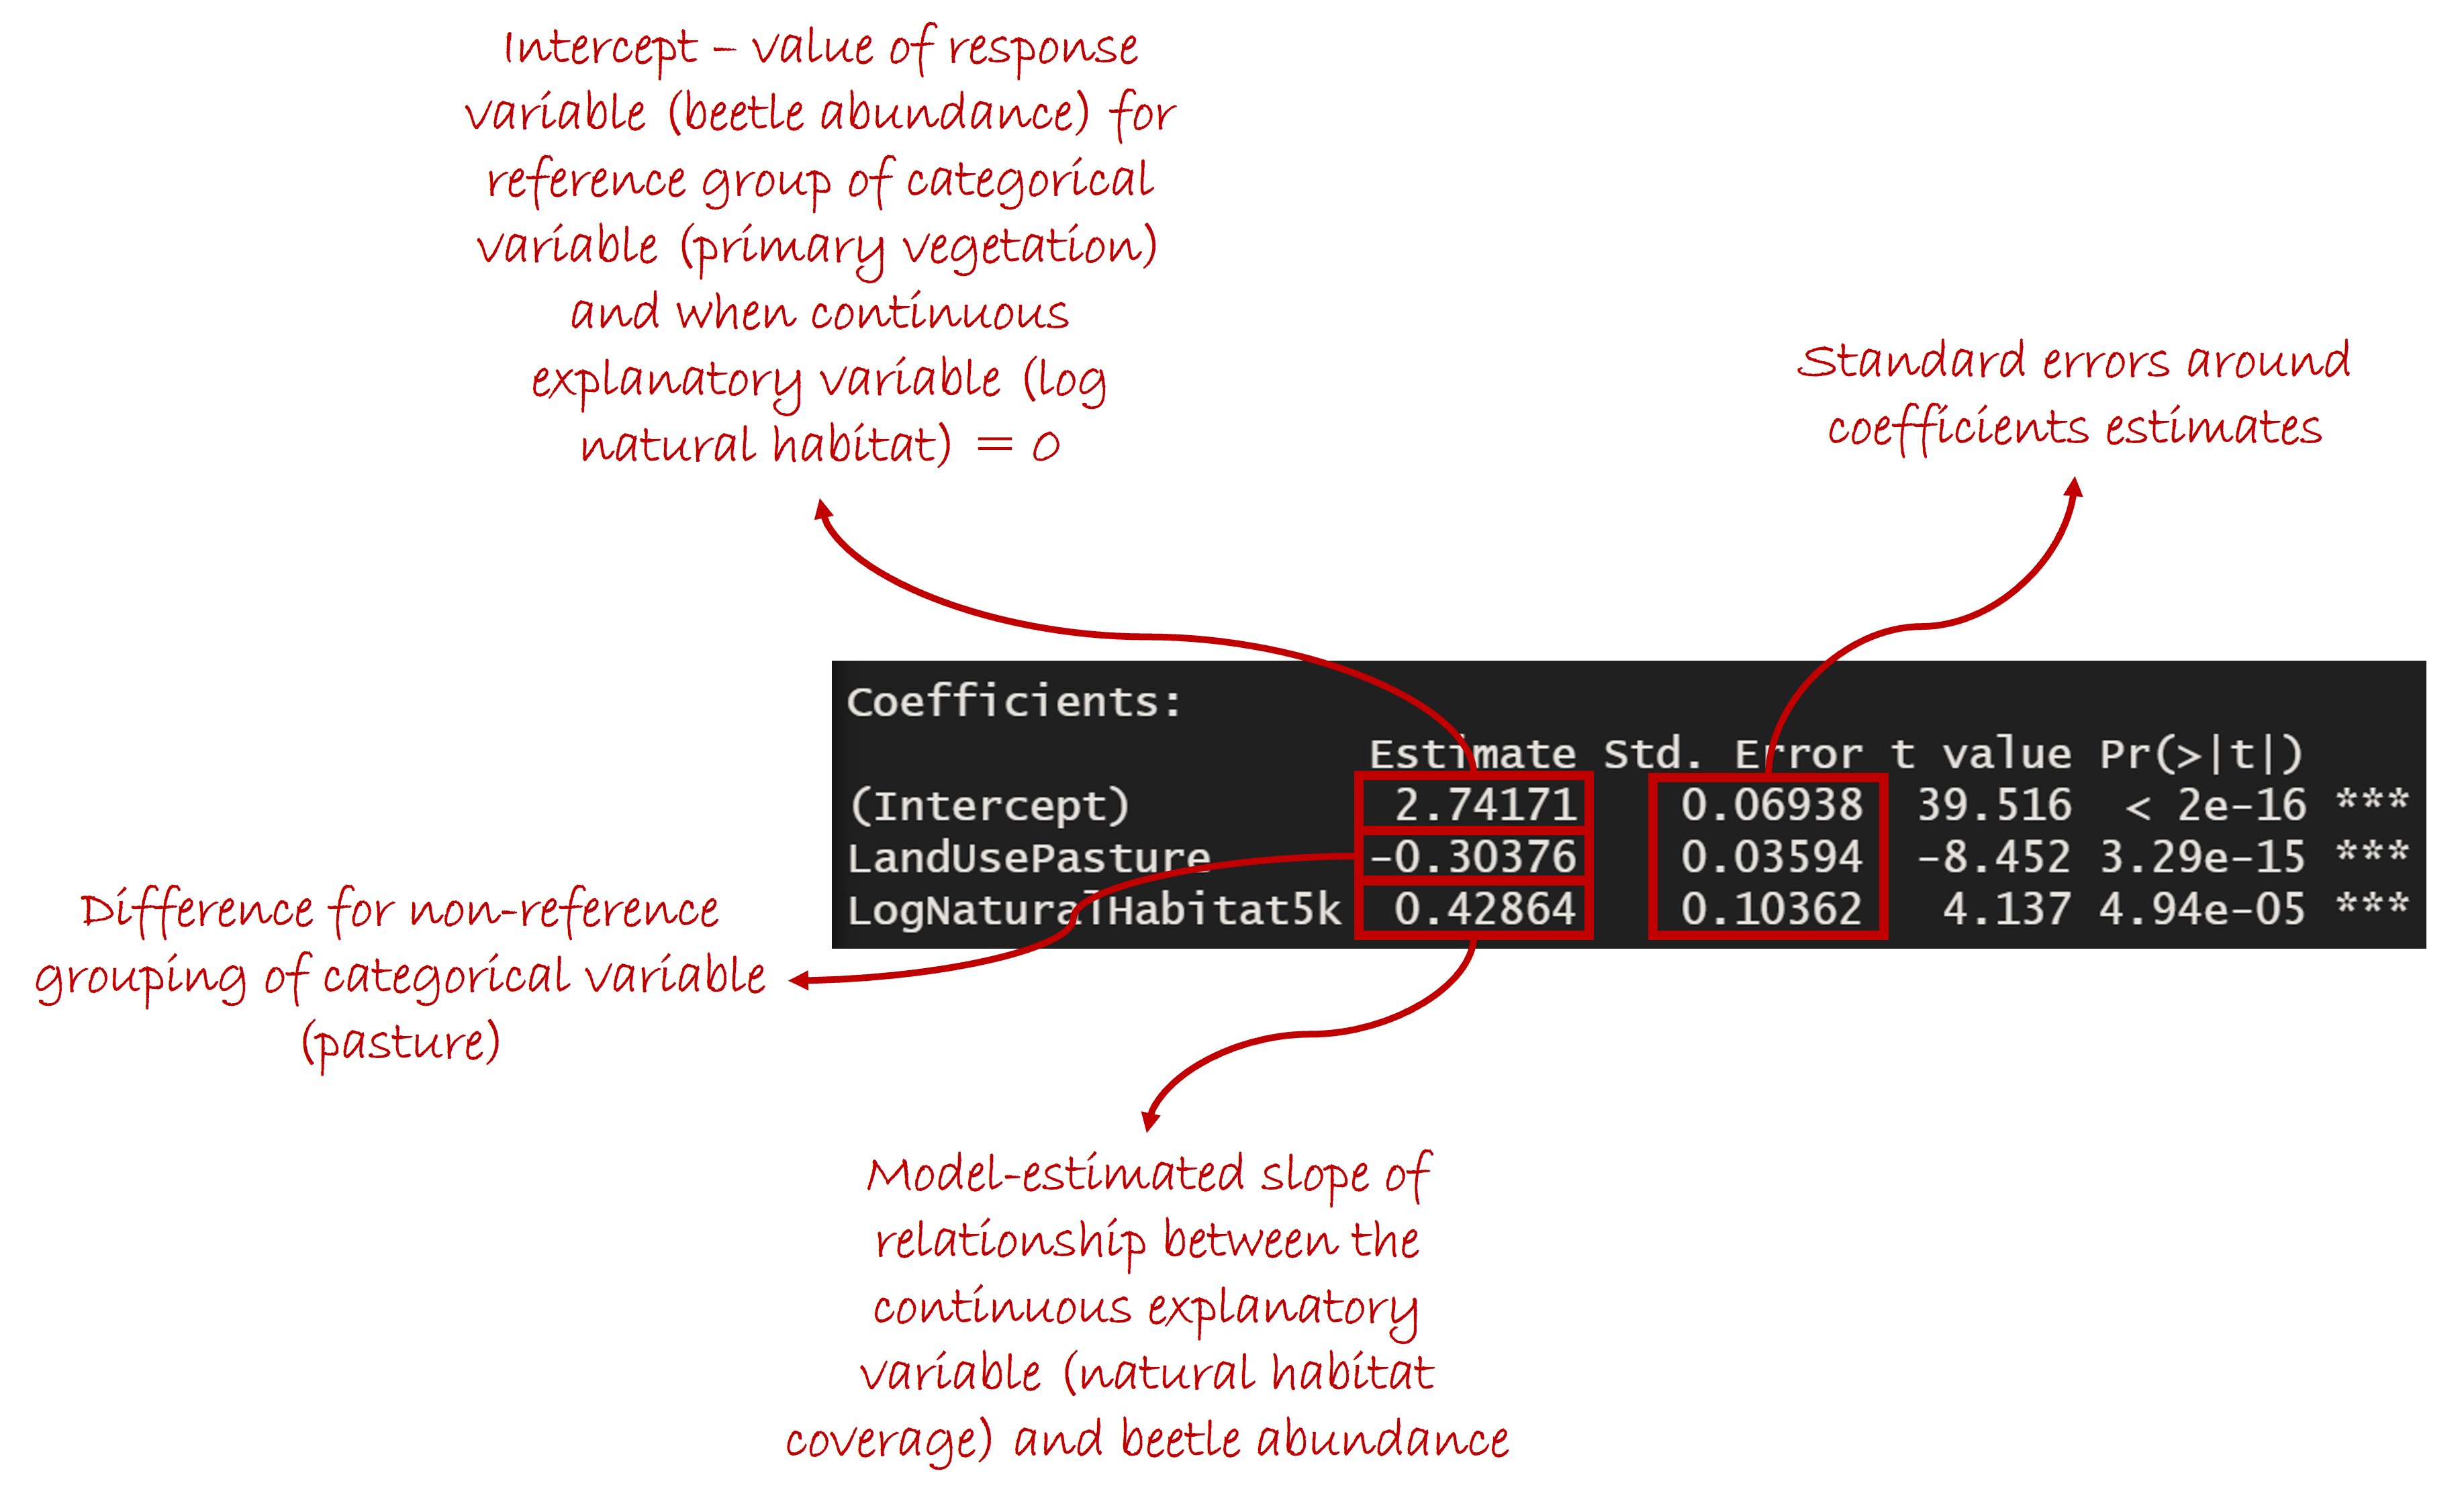 Intercept – value of response
variable (beetle abundance) for
reference group of categorical
variable (primary vegetation)
and when continuous
explanatory variable (log
natural habitat) = 0
Standard errors around
coefficients estimates
Coefficients:
Estimate Std. Error t value Pr(>|t|)
(Intercept) 2.74171 0.06938 39.516 < 2e-16 ***
LandUsePasture -0.30376 0.03594 -8.452 3.29e-15 ***
LogNaturalHabitat5k 0.42864 0.10362 4.137 4.94e-05 ***
Difference for non-reference
grouping of categorical variable
(pasture)
Model-estimated slope of
relationship between the
continuous explanatory
variable (natural habitat
coverage) and beetle abundance